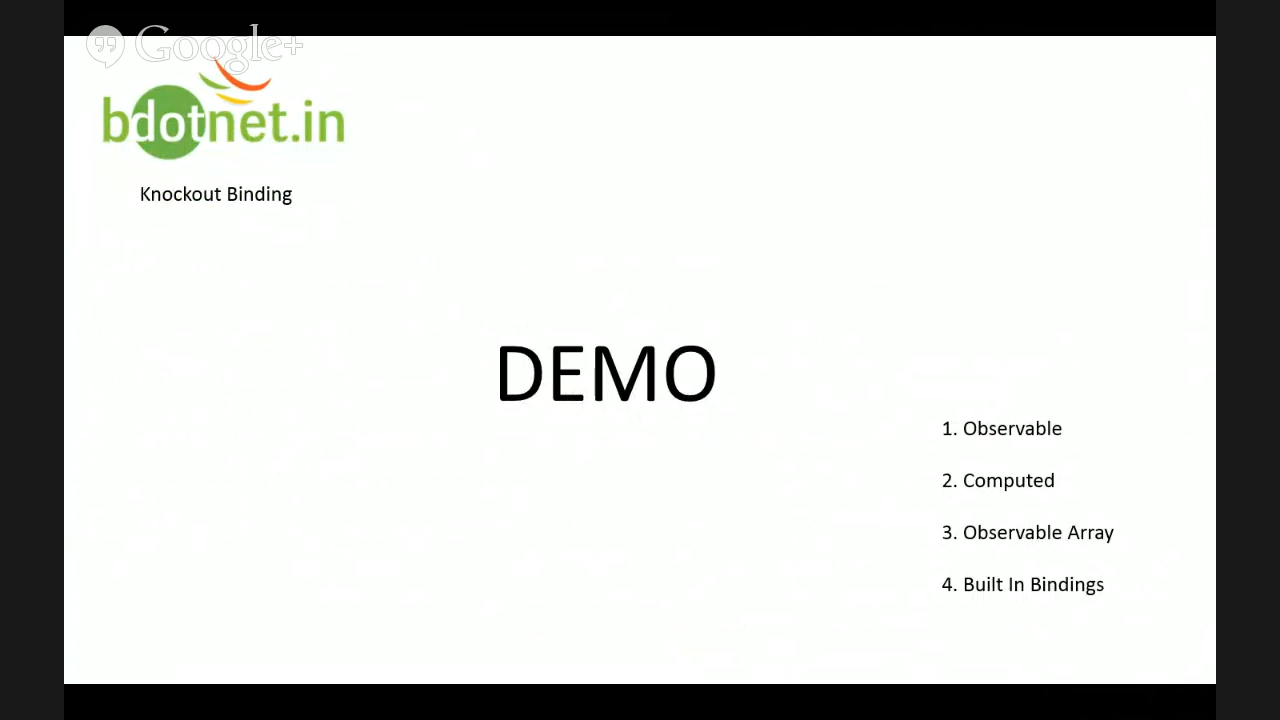 Google+
bdotnet.in
Knockout Binding
DEMO
1. Observable
2. Computed
3. Observable Array
4. Built In Bindings